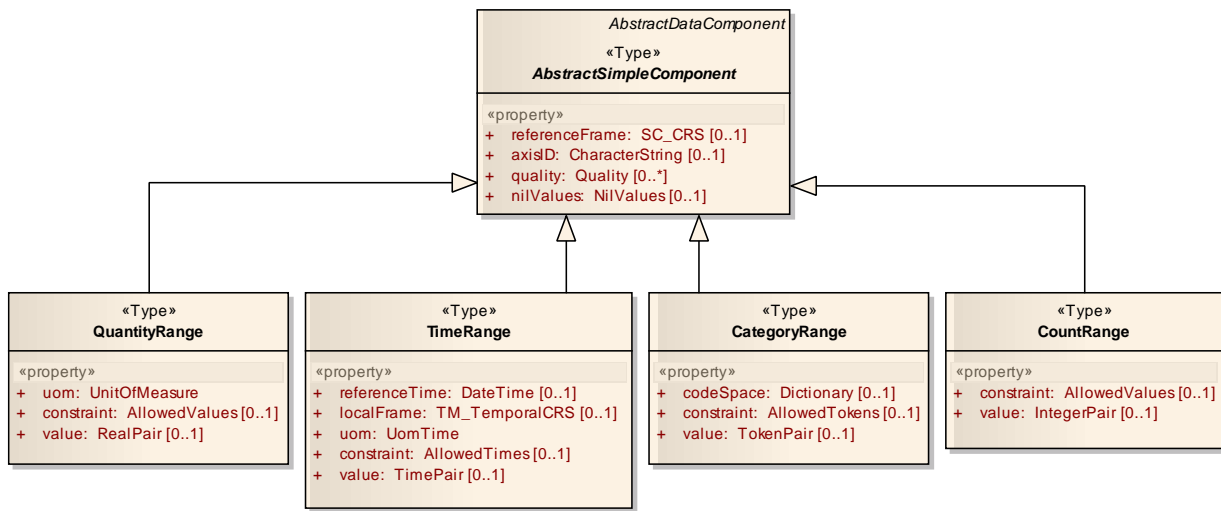 AbstractDataComponent
«Type»
AbstractSimpleComponent
«property»
+ referenceFrame: SC_CRS [0..1]
+ axisID: CharacterString [0..1]
+ quality: Quality [0..*]
+ nilValues: NilValues [0..1]
«Type»
QuantityRange
«property»
+ uom: UnitOfMeasure
+ constraint: AllowedValues [0..1]
+ value: RealPair [0..1]
«Type»
TimeRange
«property»
+ referenceTime: DateTime [0..1]
+ localFrame: TM_TemporalCRS [0..1]
+ uom: UomTime
+ constraint: AllowedTimes [0..1]
+ value: TimePair [0..1]
«Type»
CategoryRange
«property»
+ codeSpace: Dictionary [0..1]
+ constraint: AllowedTokens [0..1]
+ value: TokenPair [0..1]
«Type»
CountRange
«property»
+ constraint: AllowedValues [0..1]
+ value: IntegerPair [0..1]